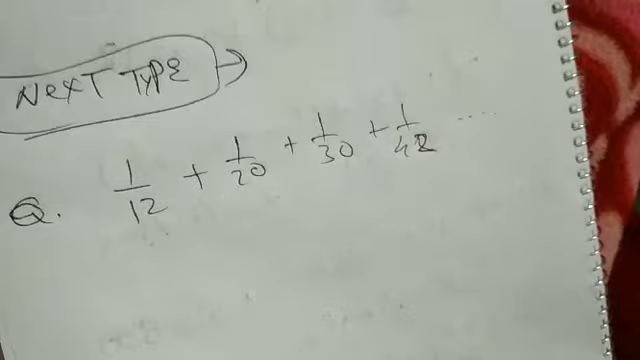 NEXT TYPE →
Q. 1/12 + 1/20 + 1/30 + 1/42 .....